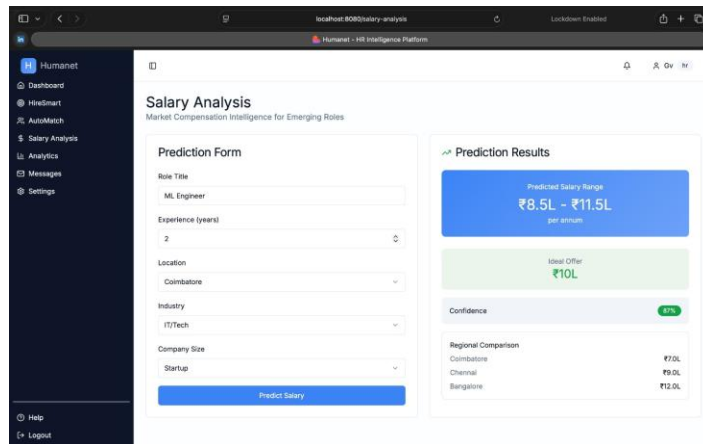 localhost:8080/salary-analysis
Lockdown Enabled
in
Humanet - HR Intelligence Platform
H Humanet
Dashboard
HireSmart
AutoMatch
$ Salary Analysis
Analytics
Messages
Settings
Help
Logout
Gv hr
Salary Analysis
Market Compensation Intelligence for Emerging Roles
Prediction Form
Role Title
ML Engineer
Experience (years)
2
Location
Coimbatore
Industry
IT/Tech
Company Size
Startup
Predict Salary
Prediction Results
Predicted Salary Range
₹8.5L - ₹11.5L
per annum
Ideal Offer
₹10L
Confidence
87%
Regional Comparison
Coimbatore ₹7.0L
Chennai ₹9.0L
Bangalore ₹12.0L